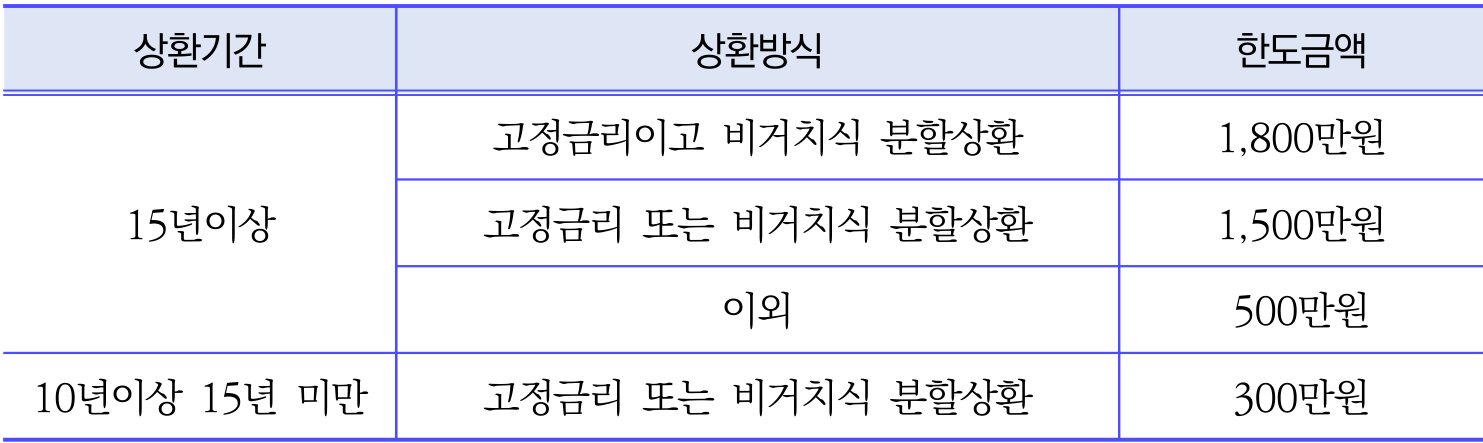 상환기간 상환방식 한도금액
고정금리이고 비거치식 분할상환 1,800만원
15년이상 고정금리 또는 비거치식 분할상환 1,500만원
이외 500만원
10년이상 15년 미만 고정금리 또는 비거치식 분할상환 300만원